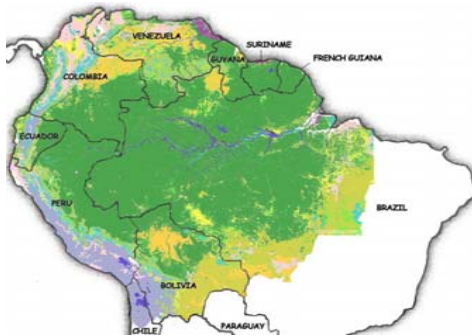 VENEZUELA
SURINAME
GUYANA
FRENCH GUIANA
COLOMBIA
ECUADOR
PERU
BRAZIL
BOLIVIA
PARAGUAY
CHILE